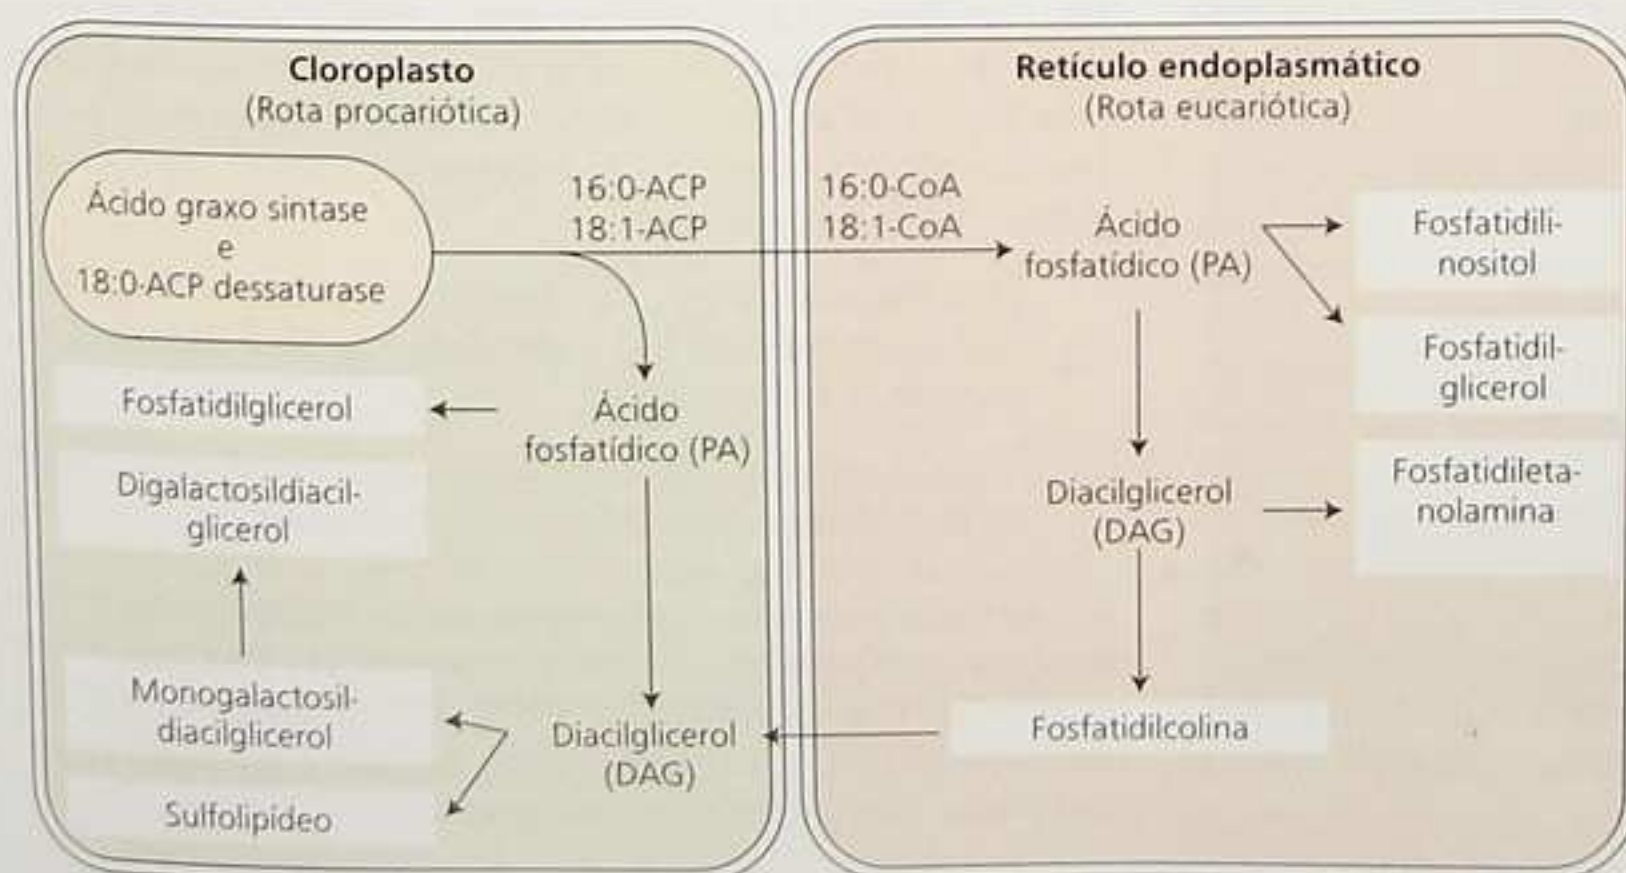 Cloroplasto
(Rota procariótica)
Ácido graxo sintase
e
18:0-ACP dessaturase
16:0-ACP
18:1-ACP
Fosfatidilglicerol
Ácido
fosfatídico (PA)
Digalactosildiacil-
glicerol
Monogalactosil-
diacilglicerol
Diacilglicerol
(DAG)
Sulfolipídeo
Retículo endoplasmático
(Rota eucariótica)
16:0-CoA
18:1-CoA
Ácido
fosfatídico (PA)
Fosfatidili-
nositol
Fosfatidil-
glicerol
Diacilglicerol
(DAG)
Fosfatidileta-
nolamina
Fosfatidilcolina